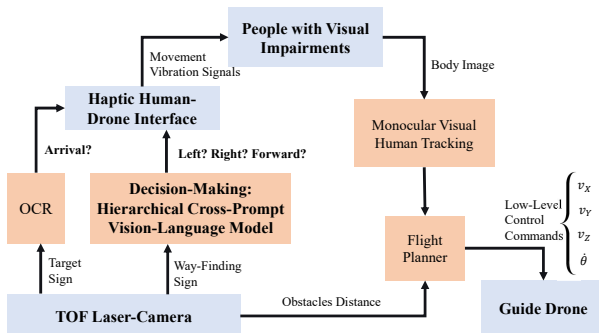 People with Visual
Impairments
Movement
Vibration Signals
Body Image
Haptic Human-
Drone Interface
Monocular Visual
Human Tracking
Arrival?
Left? Right? Forward?
OCR
Decision-Making:
Hierarchical Cross-Prompt
Vision-Language Model
Low-Level
Control
Commands
v_X
v_Y
v_Z
θ̇
Flight
Planner
Target
Sign
Way-Finding
Sign
Obstacles Distance
TOF Laser-Camera
Guide Drone